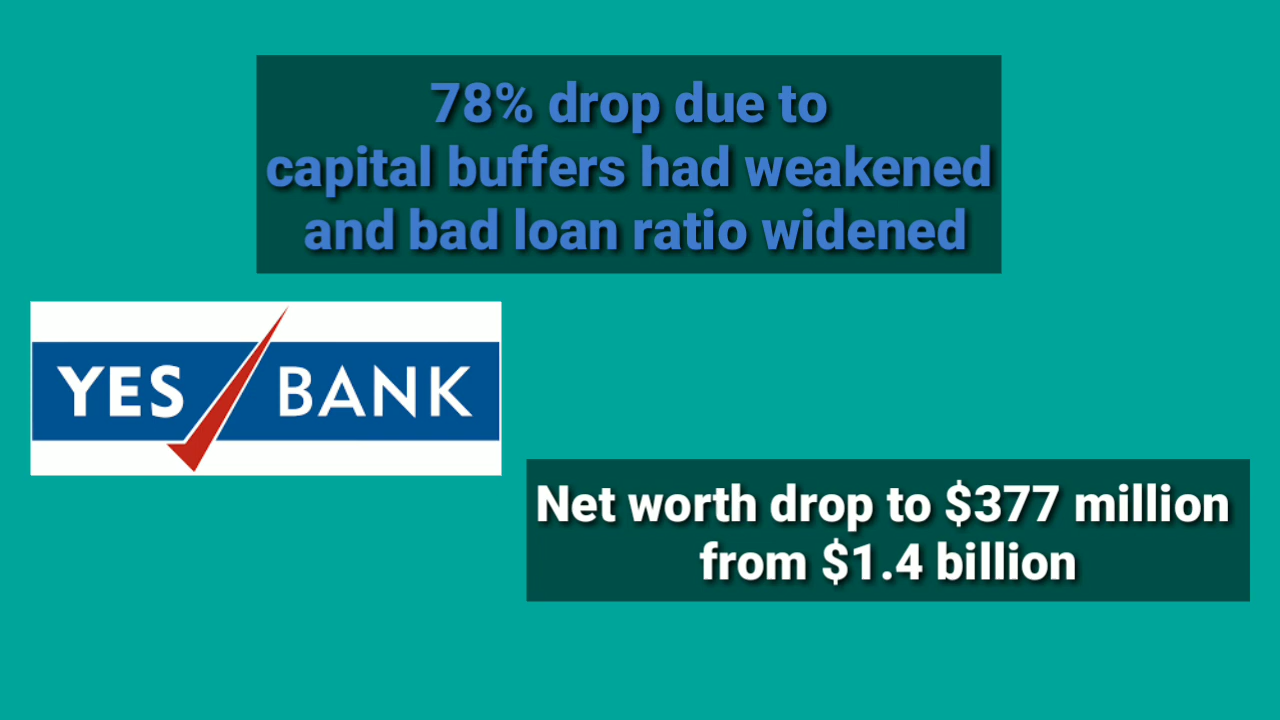 78% drop due to
capital buffers had weakened
and bad loan ratio widened
YES BANK
Net worth drop to $377 million
from $1.4 billion